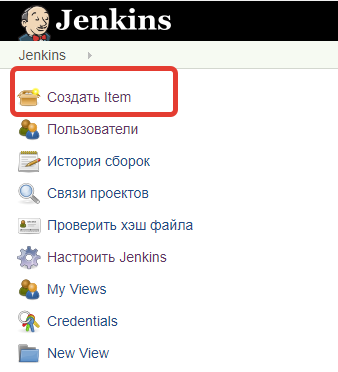 Jenkins
Jenkins
Создать Item
Пользователи
История сборок
Связи проектов
Проверить хэш файла
Настроить Jenkins
My Views
Credentials
New View